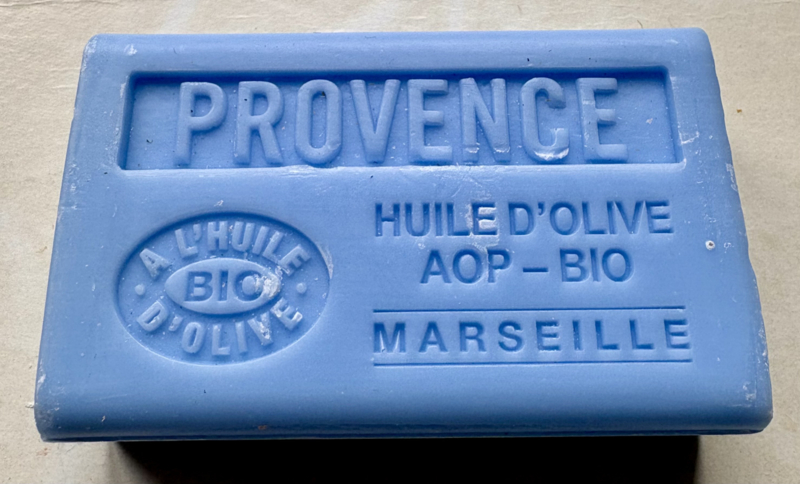 PROVENCE
A L'HUILE
BIO
D'OLIVE
HUILE D'OLIVE
AOP – BIO
MARSEILLE